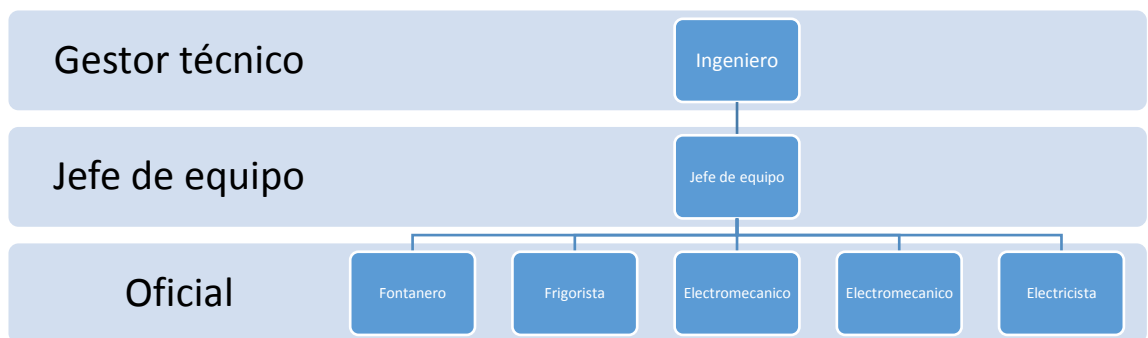 Gestor técnico
Ingeniero
Jefe de equipo
Jefe de equipo
Oficial
Fontanero
Frigorista
Electromecanico
Electromecanico
Electricista